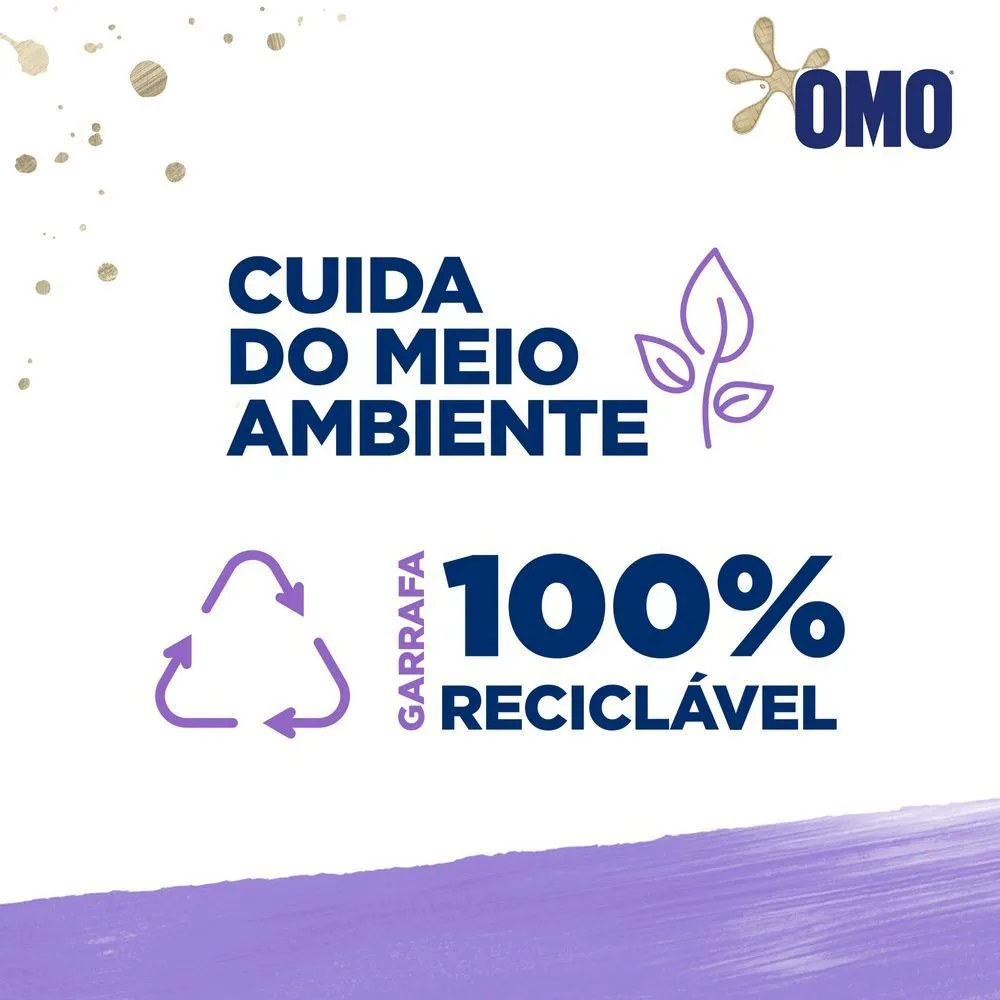 OMO
CUIDA
DO MEIO
AMBIENTE
GARRAFA
100%
RECICLÁVEL